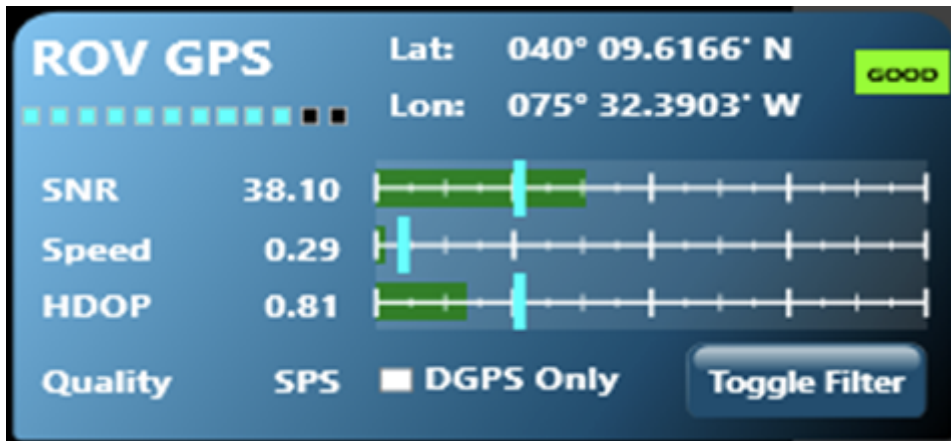 ROV GPS
Lat: 040° 09.6166' N
GOOD
Lon: 075° 32.3903' W
SNR 38.10
Speed 0.29
HDOP 0.81
Quality SPS DGPS Only Toggle Filter